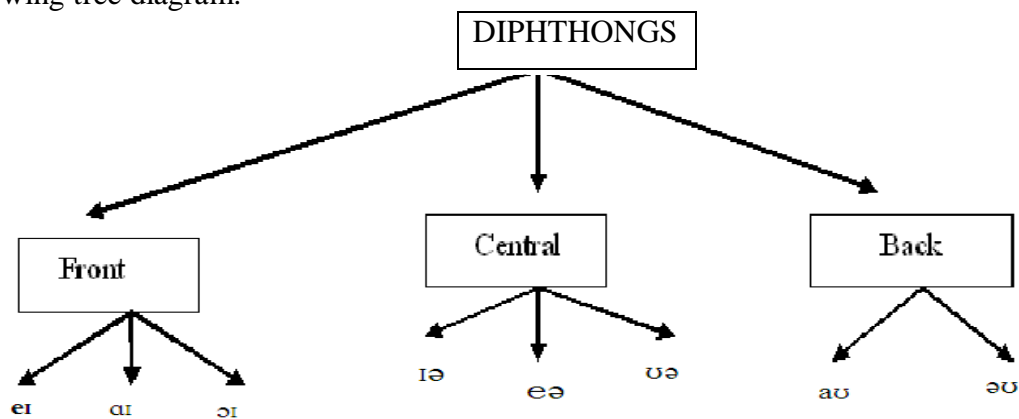 wing tree diagram.
DIPHTHONGS
Front
Central
Back
ɪə
eə
ʊə
aʊ
əʊ
eɪ
ɑɪ
ɔɪ